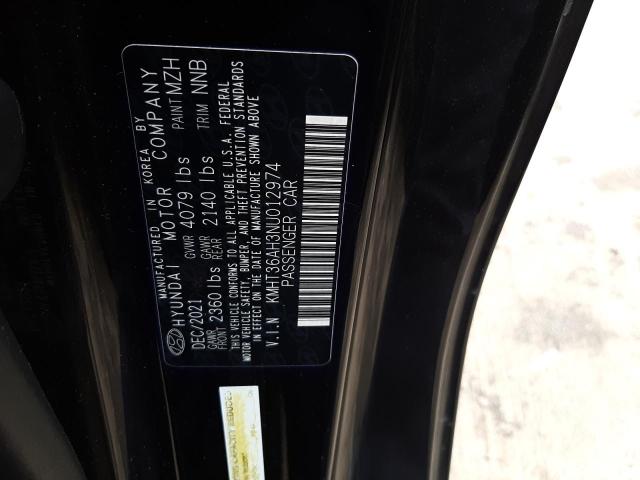 MANUFACTURED IN KOREA BY
HYUNDAI MOTOR COMPANY
DEC/2021 GVWR 4079 lbs PAINT MZH
GAWR FRONT 2360 lbs GAWR REAR 2140 lbs TRIM NNB
THIS VEHICLE CONFORMS TO ALL APPLICABLE U.S.A. FEDERAL
MOTOR VEHICLE SAFETY, BUMPER, AND THEFT PREVENTION STANDARDS
IN EFFECT ON THE DATE OF MANUFACTURE SHOWN ABOVE
V.I.N KMHT36AH3NU012974
PASSENGER CAR
CAPACITY REDUCED